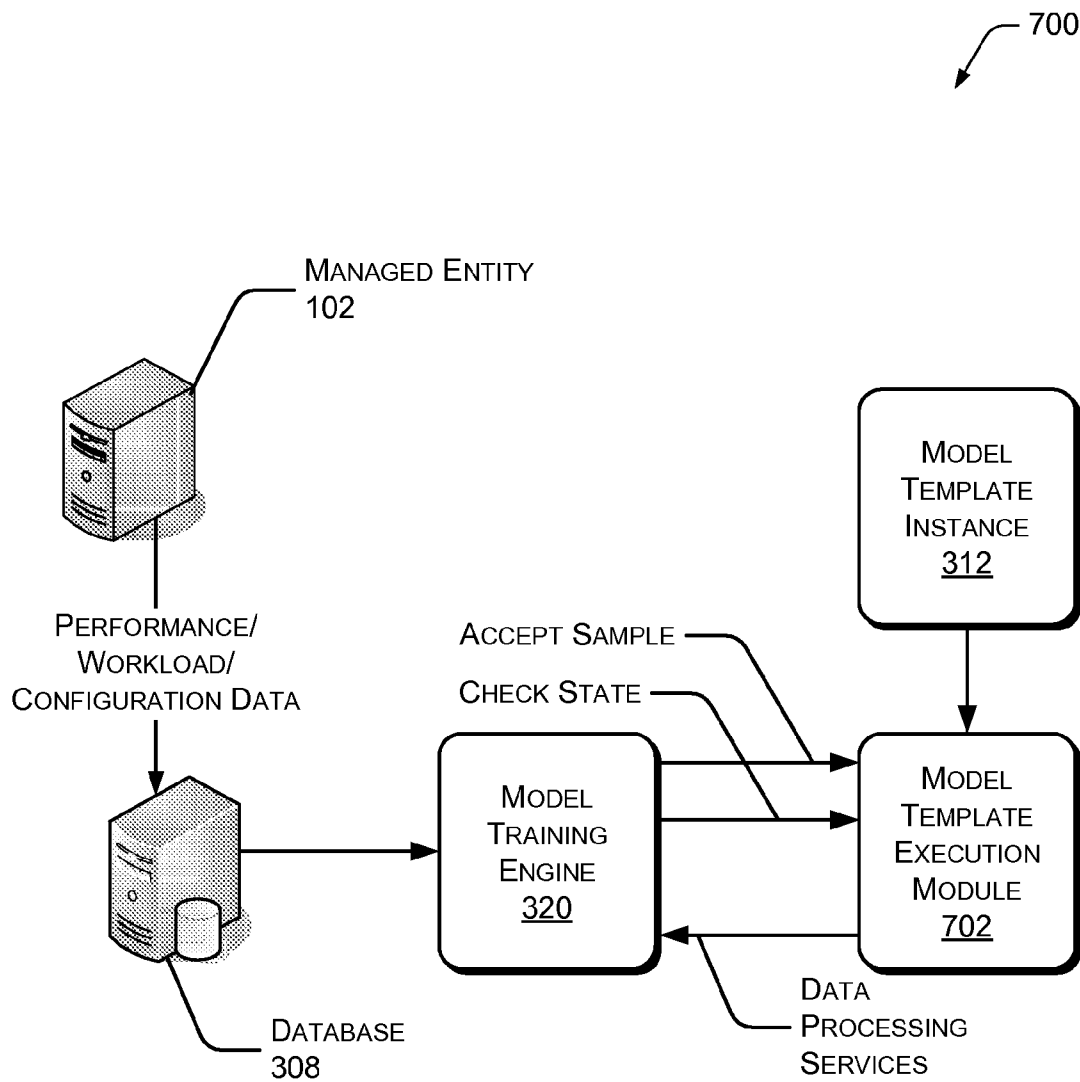 700
MANAGED ENTITY
102
MODEL
TEMPLATE
INSTANCE
312
PERFORMANCE/
WORKLOAD/
CONFIGURATION DATA
ACCEPT SAMPLE
CHECK STATE
MODEL
TRAINING
ENGINE
320
MODEL
TEMPLATE
EXECUTION
MODULE
702
DATABASE
308
DATA
PROCESSING
SERVICES